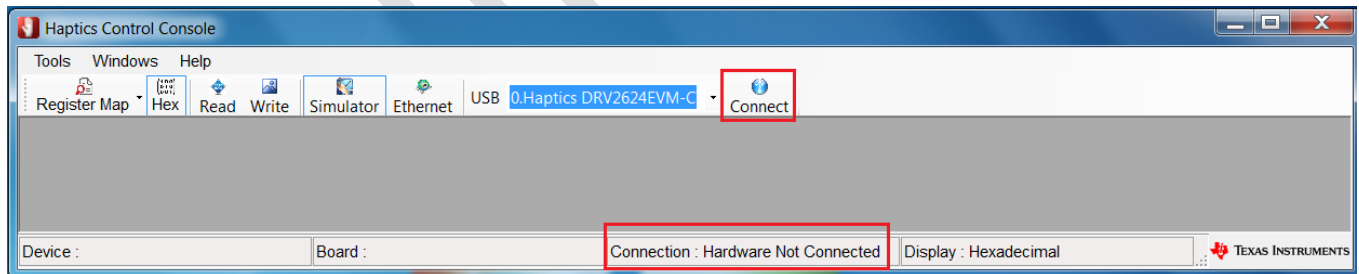 Haptics Control Console
Tools Windows Help
Register Map Hex Read Write Simulator Ethernet USB 0.Haptics DRV2624EVM-C Connect
Device : Board : Connection : Hardware Not Connected Display : Hexadecimal TEXAS INSTRUMENTS